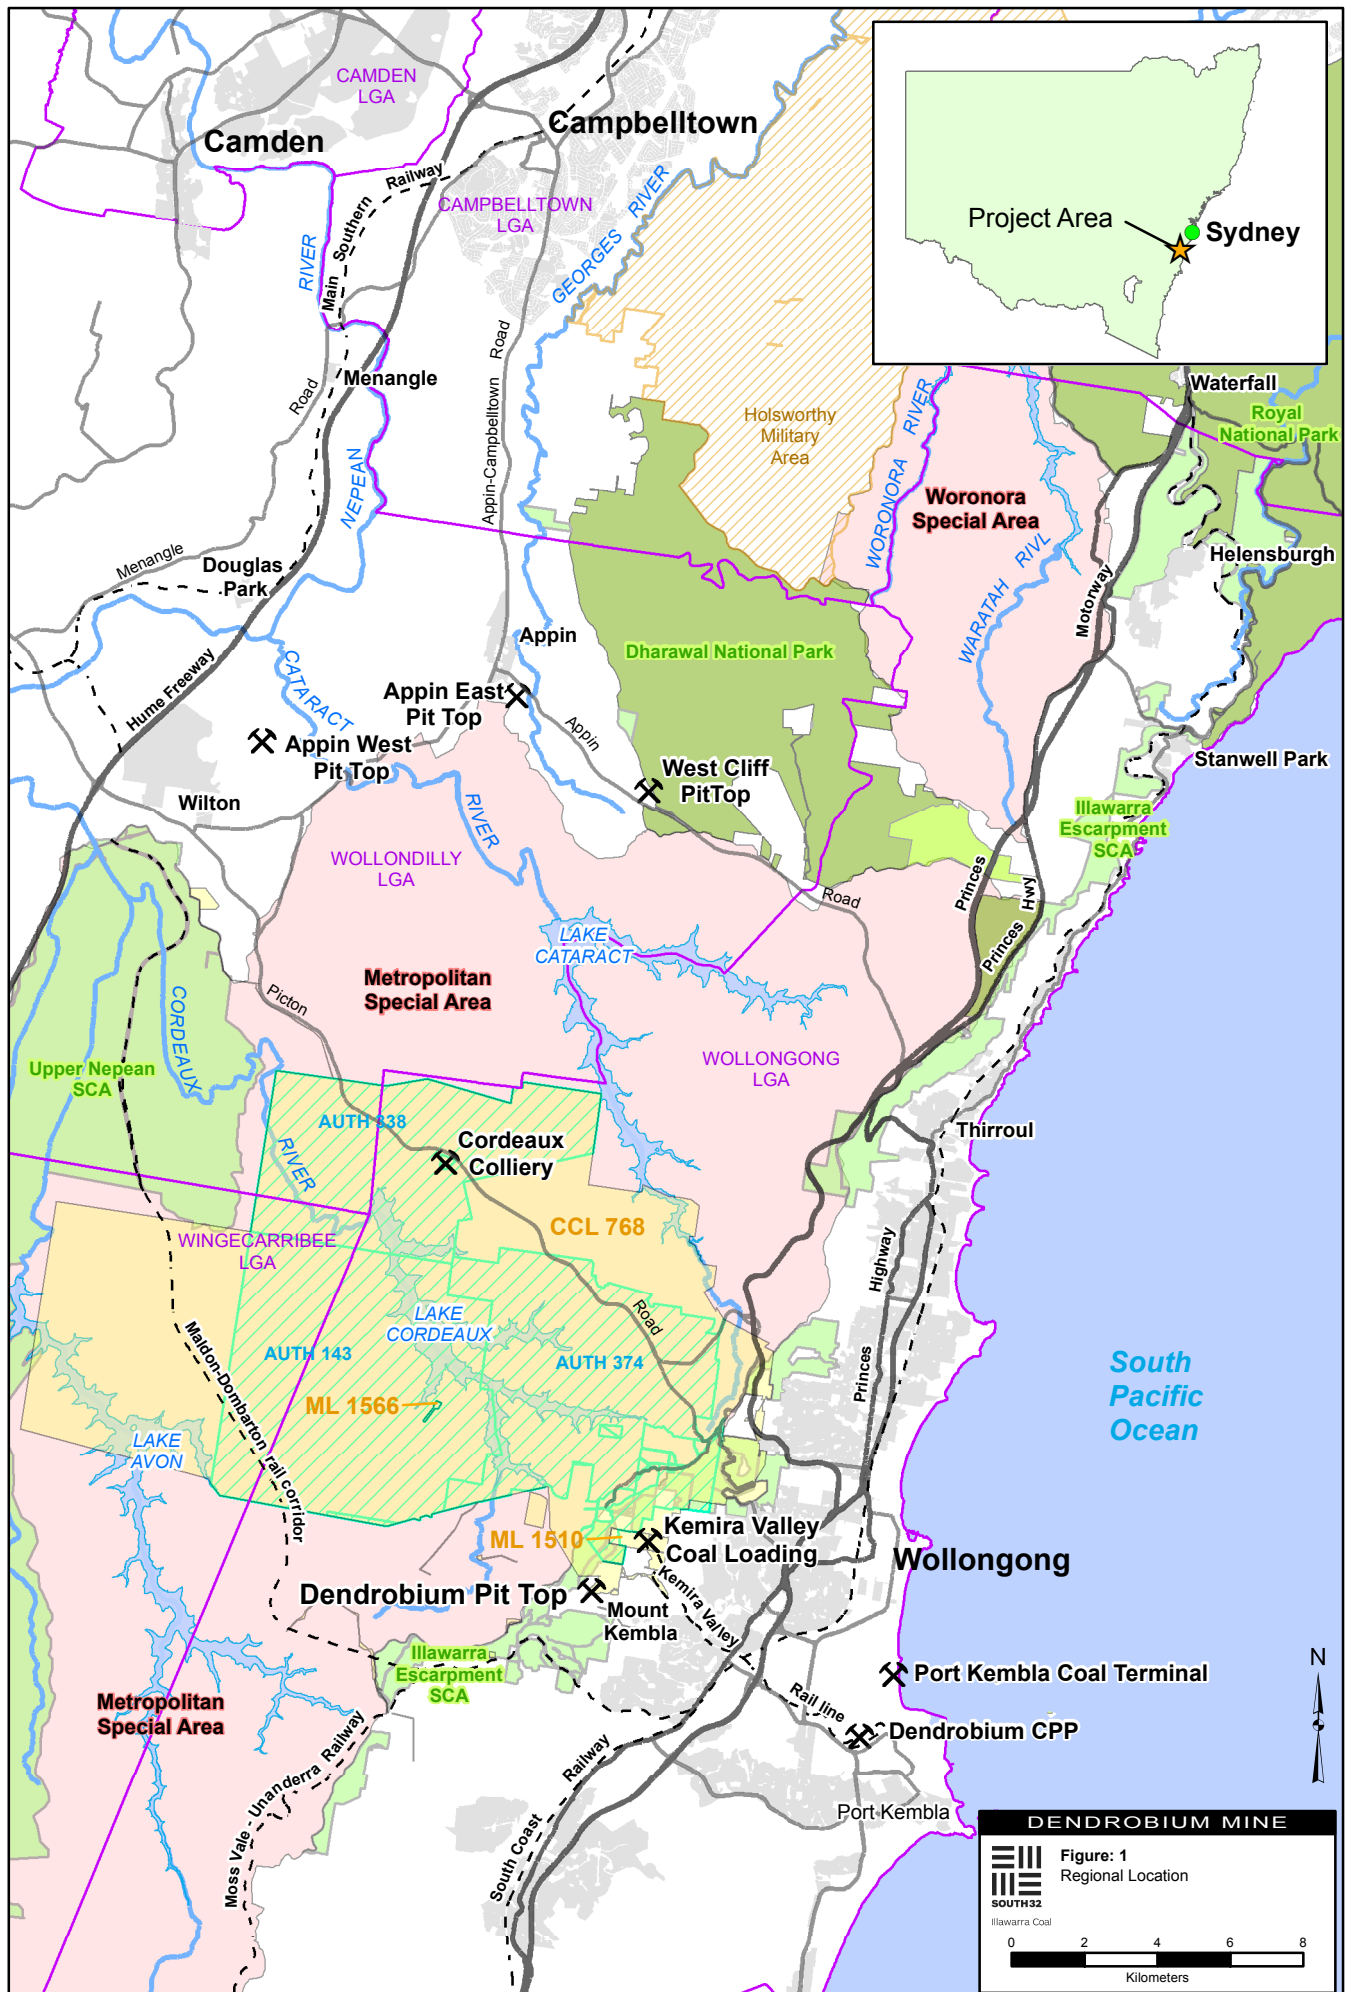 CAMDEN
LGA
Camden
Campbelltown
Railway
Southern
Main
CAMPBELLTOWN
LGA
RIVER
GEORGES
RIVER
Project Area
Sydney
Menangle
Road
Road
Appin-Campbelltown
NEPEAN
Waterfall
Royal
National Park
Holsworthy
Military
Area
RIVER
WORONORA
Woronora
Special Area
WARATAH
RIVL
Motorway
Helensburgh
Menangle
Douglas
Park
Appin
Dharawal National Park
CATARACT
Hume Freeway
Appin East
Pit Top
Appin
Appin West
Pit Top
West Cliff
PitTop
Stanwell Park
Wilton
RIVER
Illawarra
Escarpment
SCA
WOLLONDILLY
LGA
Road
Princes
Hwy
Princes
LAKE
CATARACT
Metropolitan
Special Area
Picton
CORDEAUX
Upper Nepean
SCA
WOLLONGONG
LGA
AUTH 338
RIVER
Cordeaux
Colliery
Thirroul
CCL 768
WINGECARRIBEE
LGA
Highway
Princes
Road
LAKE
CORDEAUX
AUTH 143
AUTH 374
ML 1566
South
Pacific
Ocean
Maldon-Dombarton rail corridor
LAKE
AVON
ML 1510
Kemira Valley
Coal Loading
Wollongong
Dendrobium Pit Top
Mount
Kembla
Kemira Valley
Rail line
Illawarra
Escarpment
SCA
Port Kembla Coal Terminal
Metropolitan
Special Area
Dendrobium CPP
Moss Vale - Unanderra Railway
Railway
South Coast
Port Kembla
N
DENDROBIUM MINE
Figure: 1
Regional Location
SOUTH32
Illawarra Coal
0 2 4 6 8
Kilometers